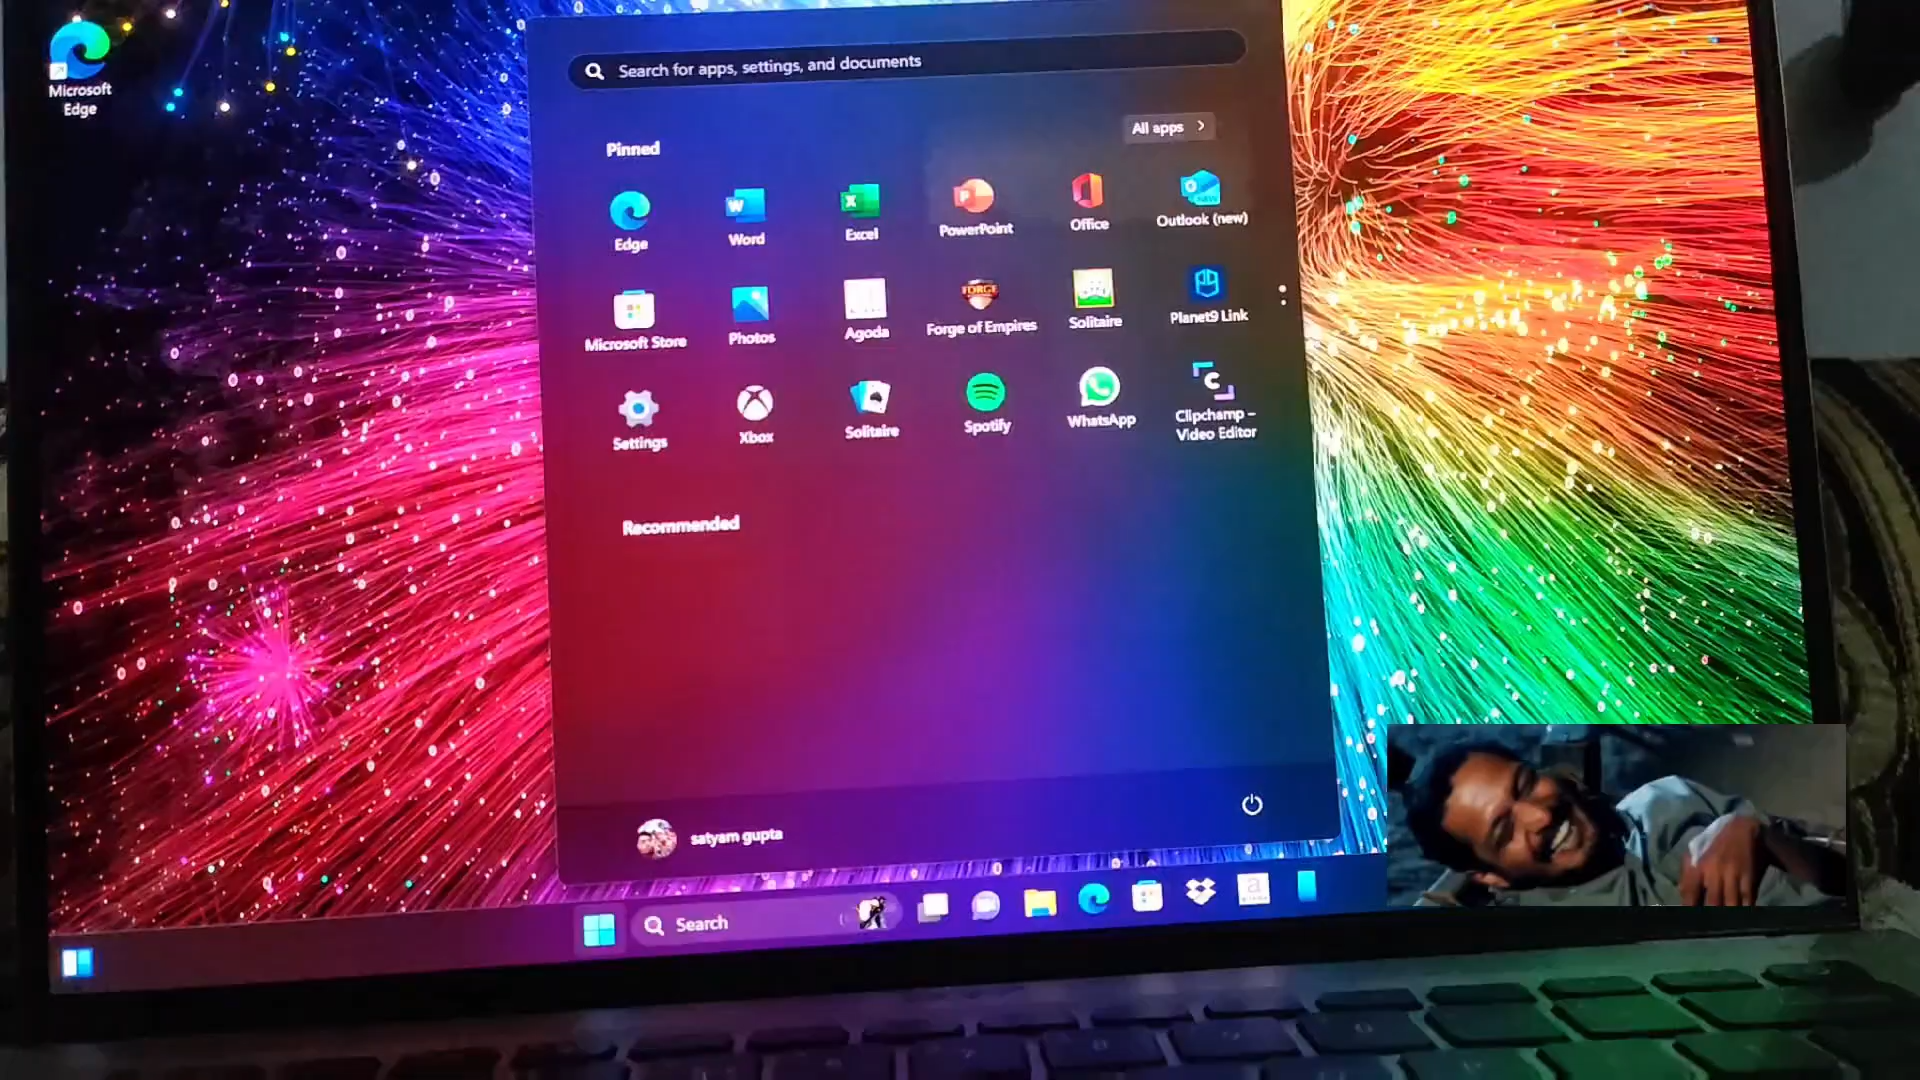 Microsoft
Edge
Search for apps, settings, and documents
Pinned
All apps
Edge
Word
Excel
PowerPoint
Office
Outlook (new)
Microsoft Store
Photos
Agoda
FORGE
Forge of Empires
Solitaire
Planet9 Link
Settings
Xbox
Solitaire
Spotify
WhatsApp
Clipchamp –
Video Editor
Recommended
satyam gupta
Search